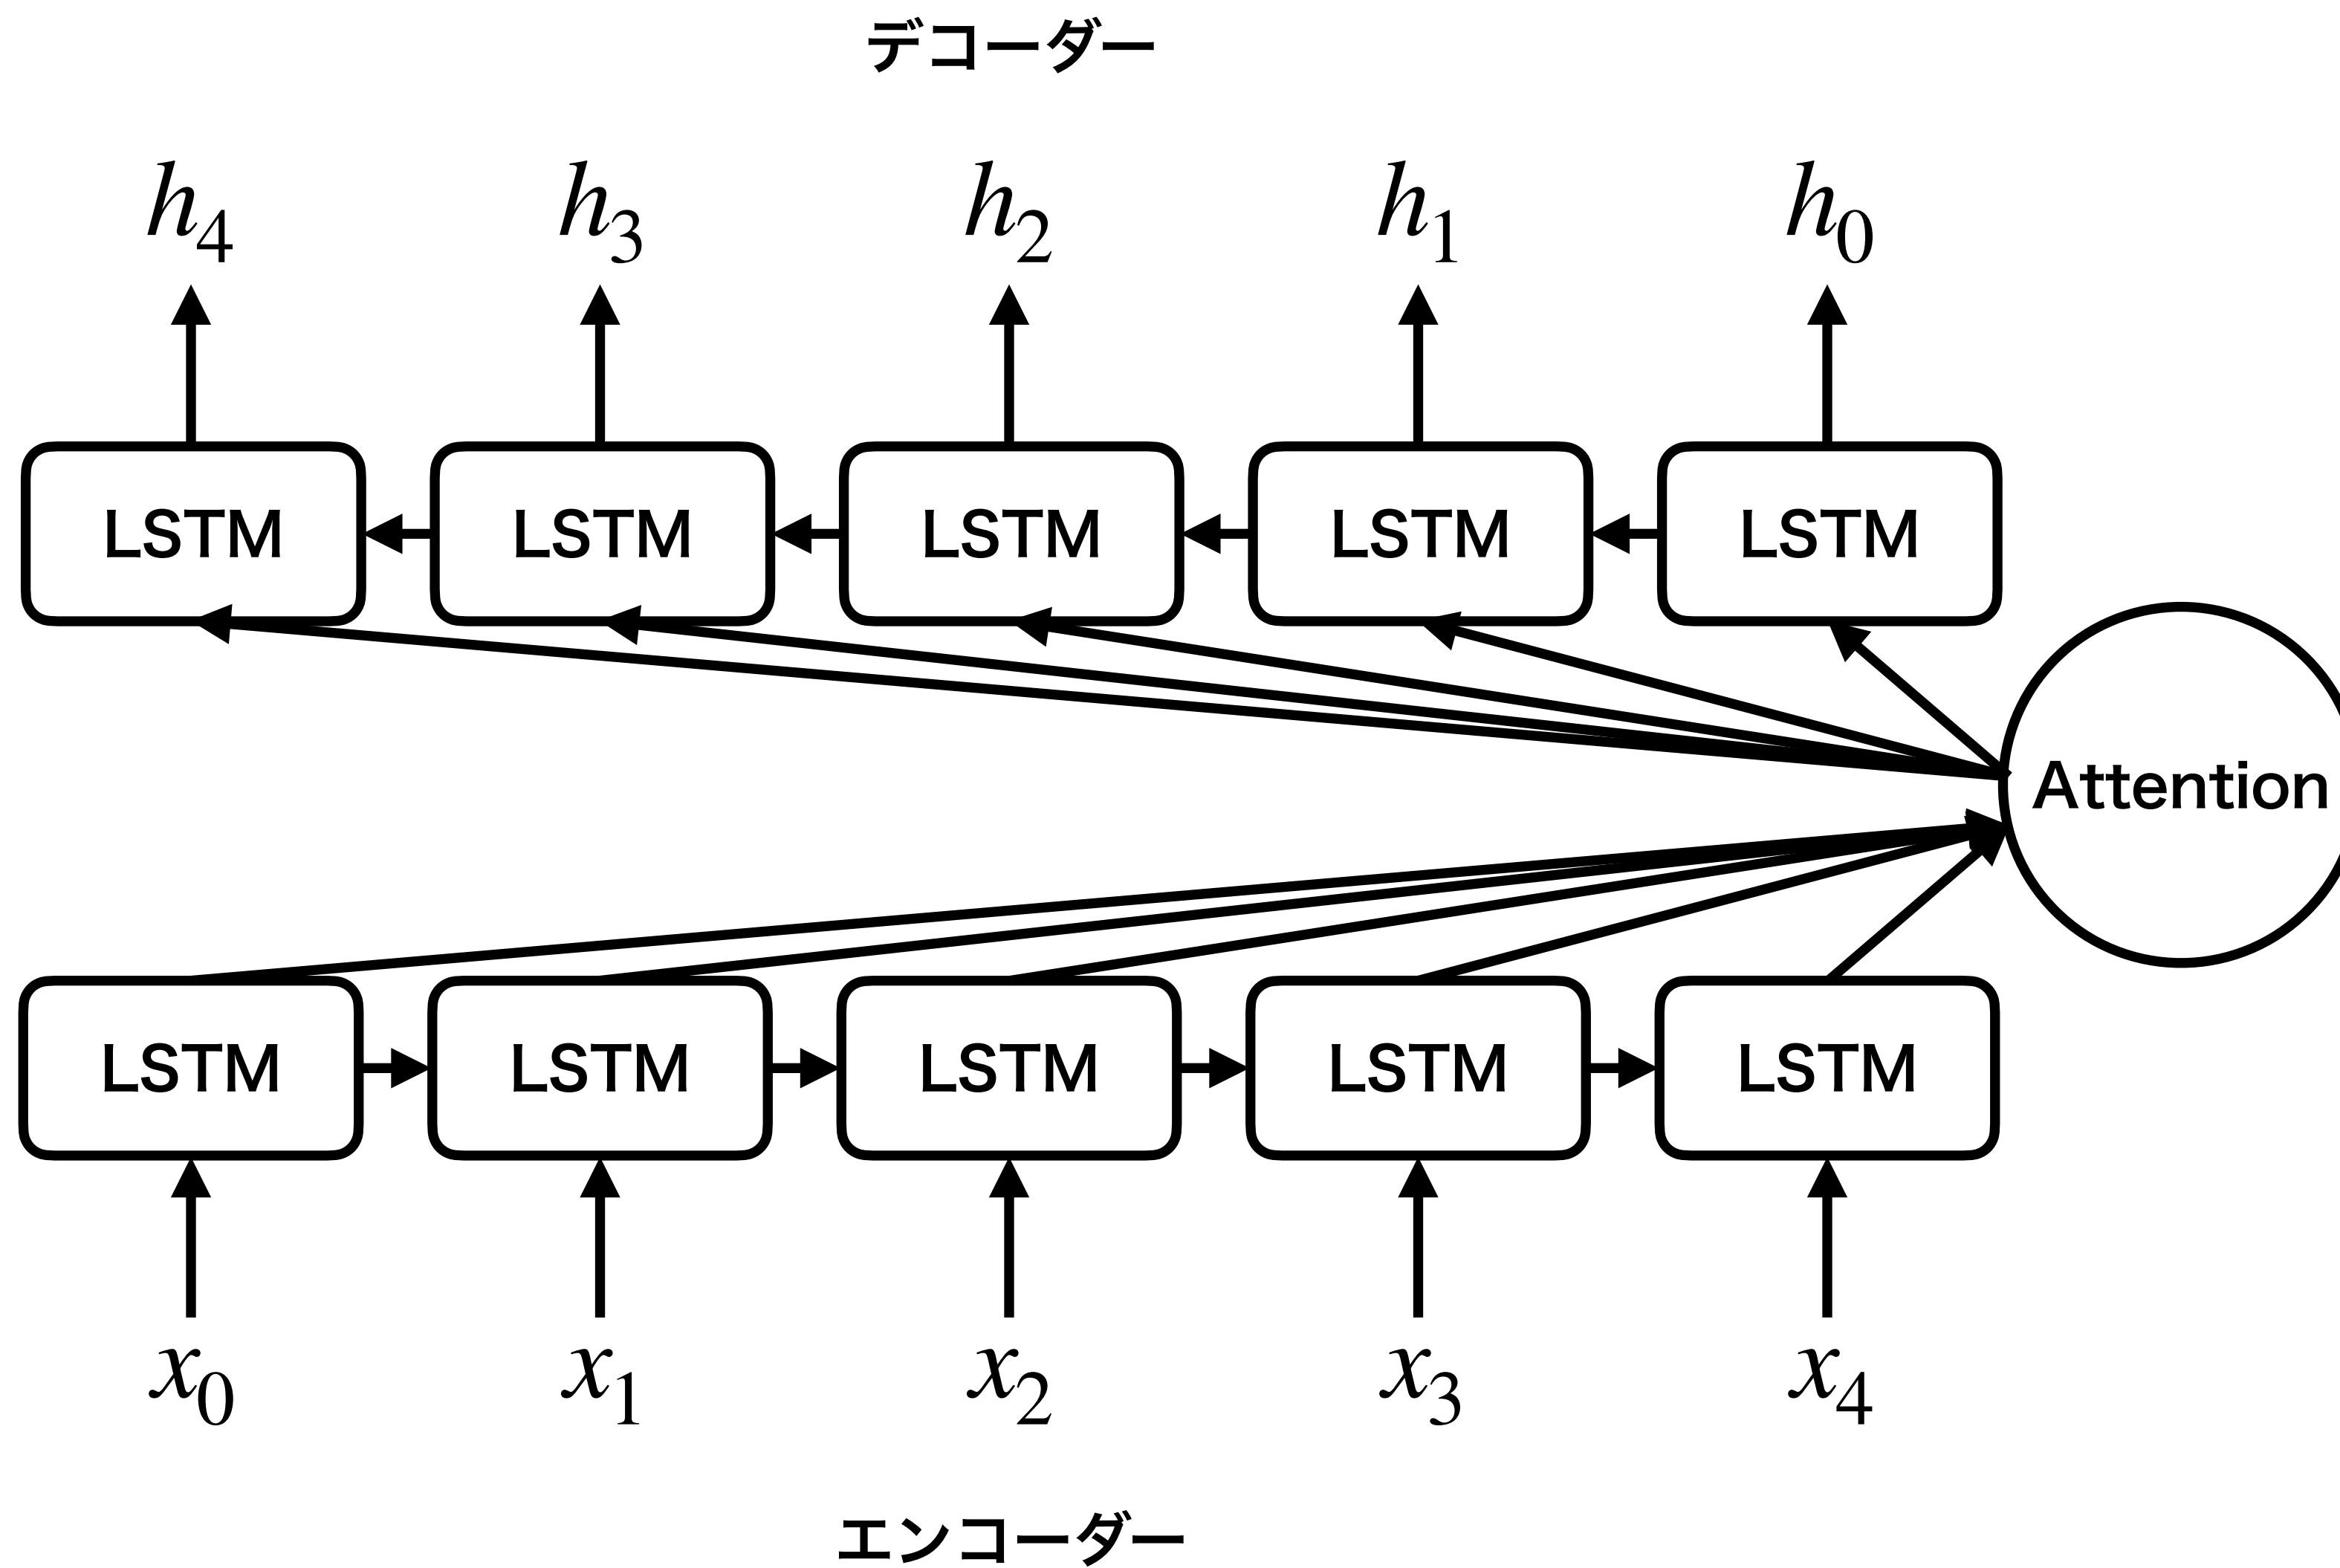 デコーダー
h4 h3 h2 h1 h0
LSTM LSTM LSTM LSTM LSTM
Attention
LSTM LSTM LSTM LSTM LSTM
x0 x1 x2 x3 x4
エンコーダー